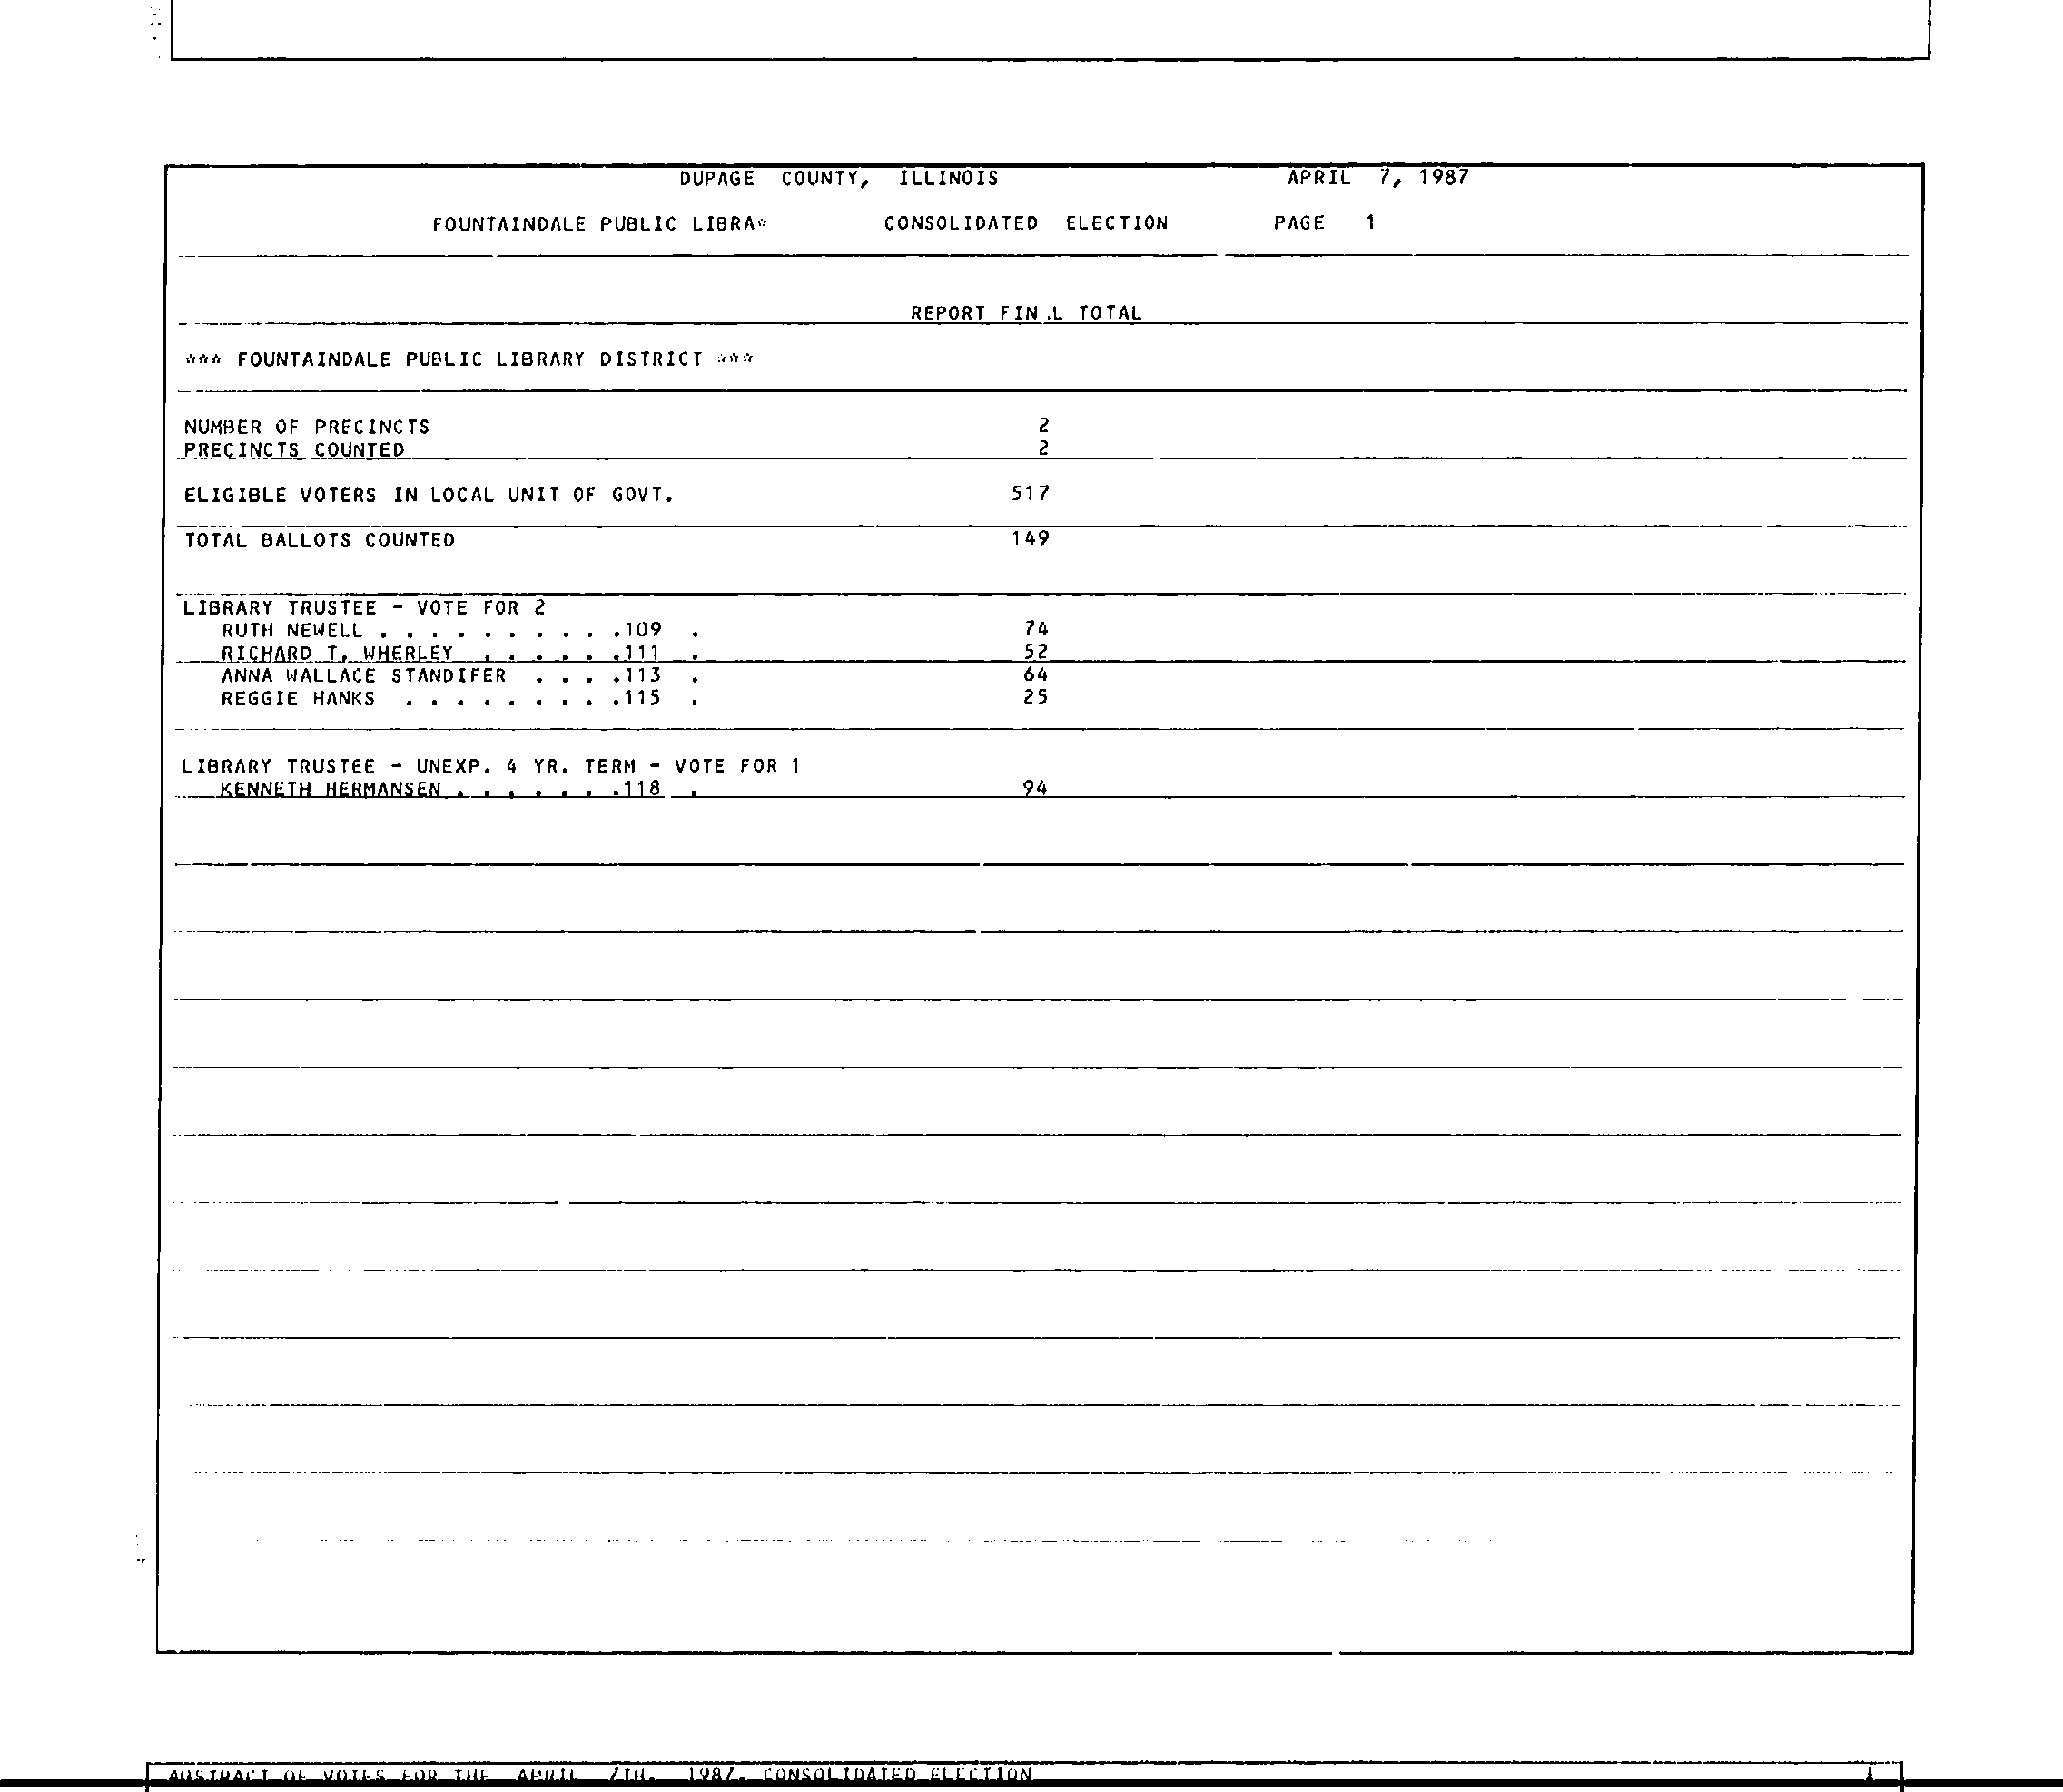 DUPAGE COUNTY, ILLINOIS APRIL 7, 1987
FOUNTAINDALE PUBLIC LIBRA* CONSOLIDATED ELECTION PAGE 1
REPORT FIN.L TOTAL
*** FOUNTAINDALE PUBLIC LIBRARY DISTRICT ***
NUMBER OF PRECINCTS 2
PRECINCTS COUNTED 2
ELIGIBLE VOTERS IN LOCAL UNIT OF GOVT. 517
TOTAL BALLOTS COUNTED 149
LIBRARY TRUSTEE - VOTE FOR 2
RUTH NEWELL . . . . . . . . . .109 . 74
RICHARD T. WHERLEY . . . . . .111 . 52
ANNA WALLACE STANDIFER . . . .113 . 64
REGGIE HANKS . . . . . . . . .115 . 25
LIBRARY TRUSTEE - UNEXP. 4 YR. TERM - VOTE FOR 1
KENNETH HERMANSEN . . . . . . .118 . 94
ABSTRACT OF VOTES FOR THE APRIL 7TH, 1987, CONSOLIDATED ELECTION